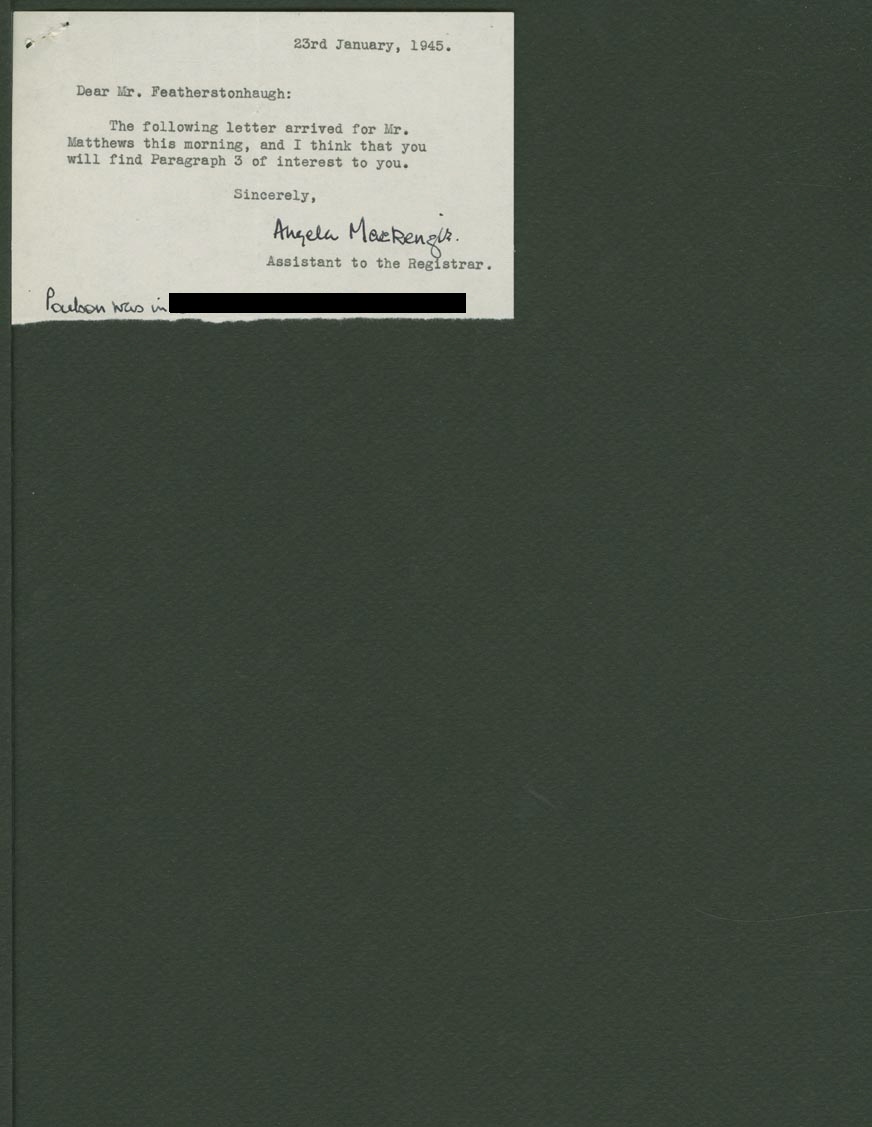 23rd January, 1945.
Dear Mr. Featherstonhaugh:
The following letter arrived for Mr.
Matthews this morning, and I think that you
will find Paragraph 3 of interest to you.
Sincerely,
Angela Mackenzie.
Assistant to the Registrar.
Poulson was in